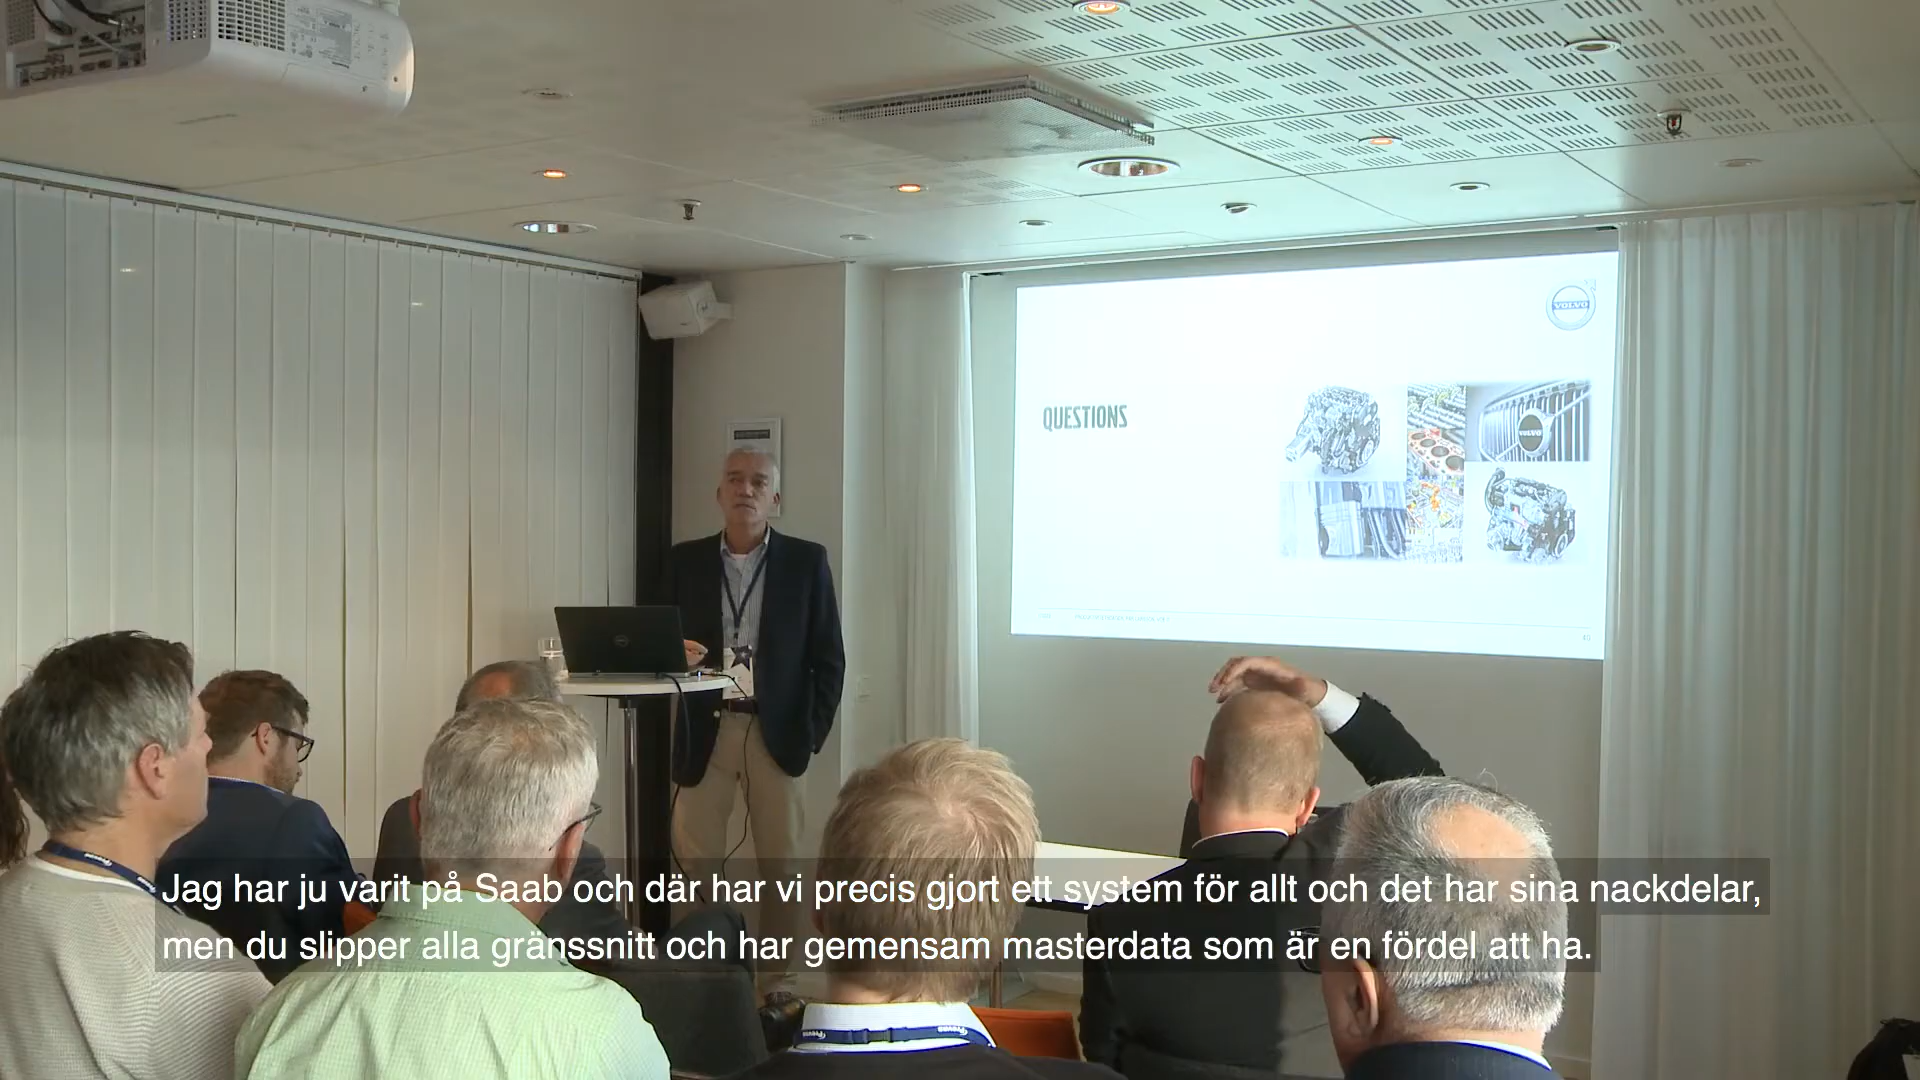 VOLVO
QUESTIONS
VOLVO
Jag har ju varit på Saab och där har vi precis gjort ett system för allt och det har sina nackdelar,
men du slipper alla gränssnitt och har gemensam masterdata som är en fördel att ha.